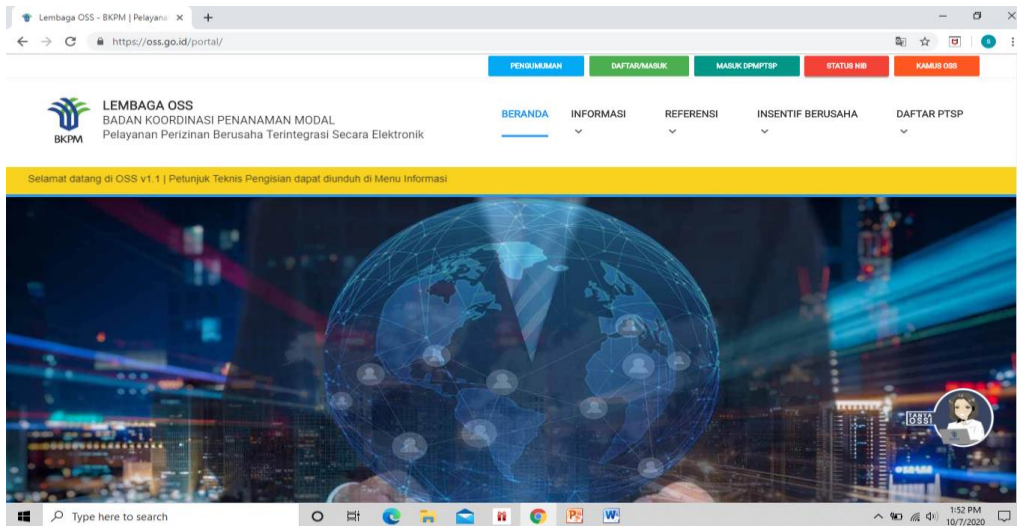 Lembaga OSS - BKPM | Pelayana
https://oss.go.id/portal/
PENGUMUMAN DAFTAR/MASUK MASUK DPMPTSP STATUS NIB KAMUS OSS
BKPM
LEMBAGA OSS
BADAN KOORDINASI PENANAMAN MODAL
Pelayanan Perizinan Berusaha Terintegrasi Secara Elektronik
BERANDA INFORMASI REFERENSI INSENTIF BERUSAHA DAFTAR PTSP
Selamat datang di OSS v1.1 | Petunjuk Teknis Pengisian dapat diunduh di Menu Informasi
TANYA
OSS!
Type here to search
1:52 PM
10/7/2020